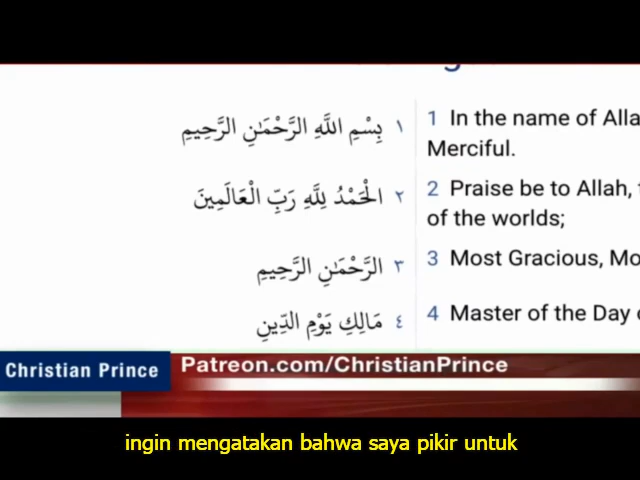 ١ بِسْمِ اللَّهِ الرَّحْمَٰنِ الرَّحِيمِ
1 In the name of Alla
Merciful.
٢ الْحَمْدُ لِلَّهِ رَبِّ الْعَالَمِينَ
2 Praise be to Allah,
of the worlds;
٣ الرَّحْمَٰنِ الرَّحِيمِ
3 Most Gracious, Mo
٤ مَالِكِ يَوْمِ الدِّينِ
4 Master of the Day
Christian Prince
Patreon.com/ChristianPrince
ingin mengatakan bahwa saya pikir untuk